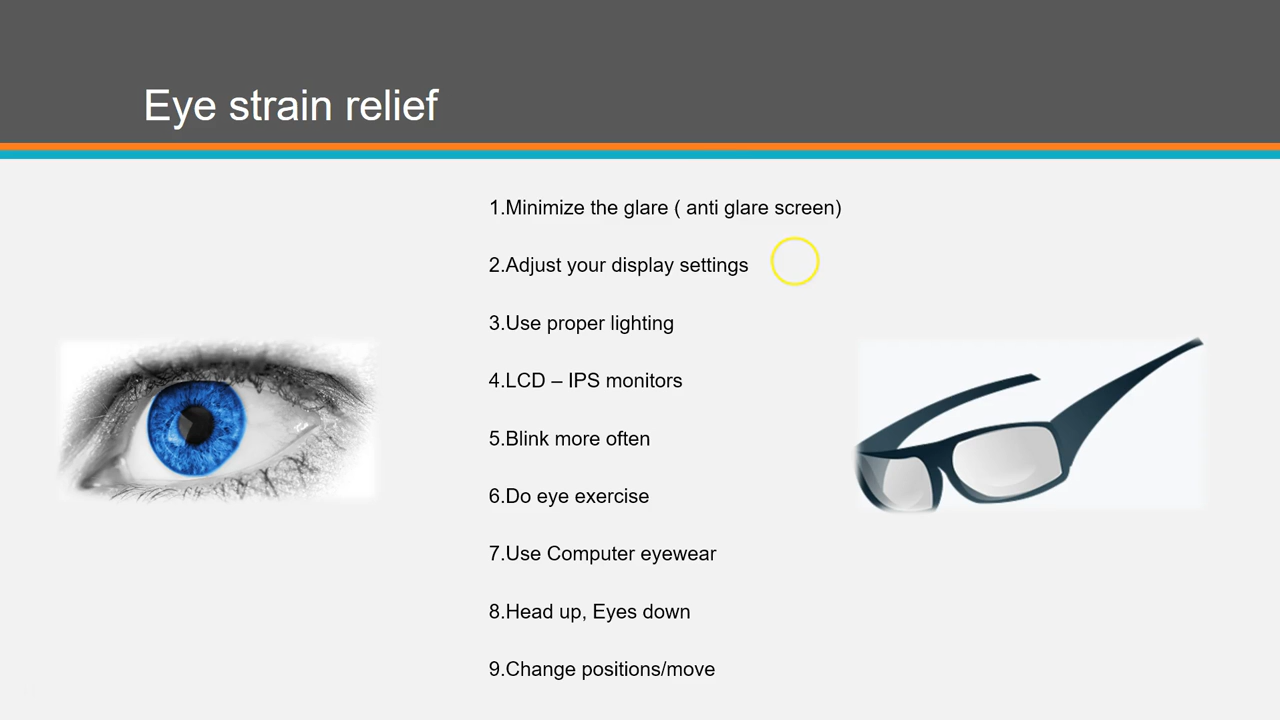 Eye strain relief
1.Minimize the glare ( anti glare screen)
2.Adjust your display settings
3.Use proper lighting
4.LCD – IPS monitors
5.Blink more often
6.Do eye exercise
7.Use Computer eyewear
8.Head up, Eyes down
9.Change positions/move